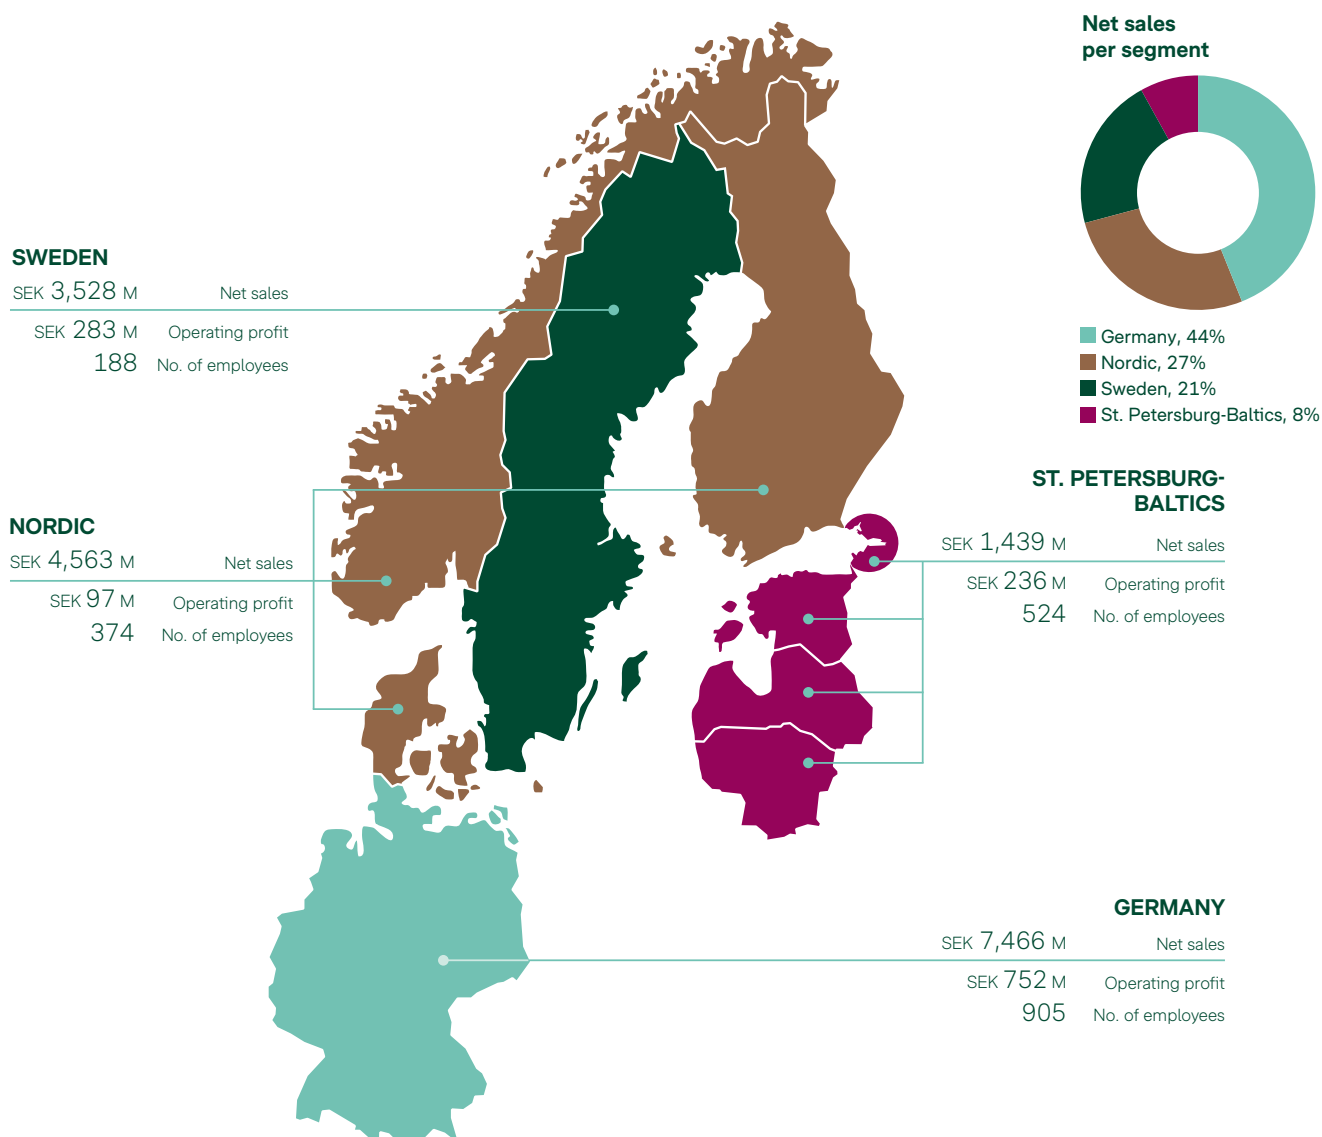 Net sales
per segment
Germany, 44%
Nordic, 27%
Sweden, 21%
St. Petersburg-Baltics, 8%
SWEDEN
SEK 3,528 M Net sales
SEK 283 M Operating profit
188 No. of employees
NORDIC
SEK 4,563 M Net sales
SEK 97 M Operating profit
374 No. of employees
ST. PETERSBURG-
BALTICS
SEK 1,439 M Net sales
SEK 236 M Operating profit
524 No. of employees
GERMANY
SEK 7,466 M Net sales
SEK 752 M Operating profit
905 No. of employees